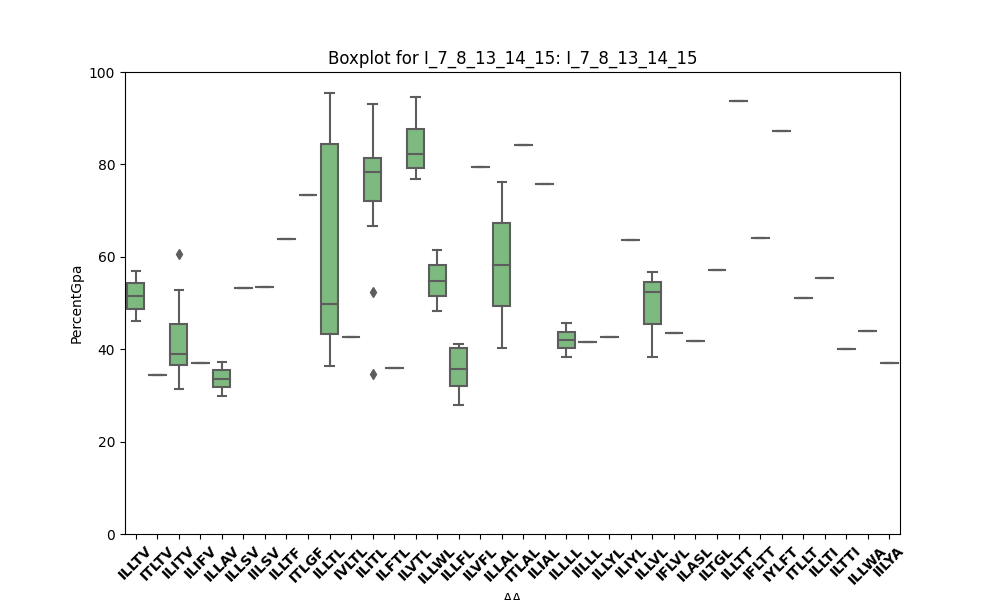 Boxplot for I_7_8_13_14_15: I_7_8_13_14_15
PercentGpa
100
80
60
40
20
0
ILLTV
ITLTV
ILITV
ILIFV
ILLAV
ILLSV
IILSV
ILLTF
ITLGF
ILLTL
IVLTL
ILITL
ILFTL
ILVTL
ILLWL
ILLFL
ILVFL
ILLAL
ITLAL
ILIAL
ILLLL
IILLL
ILLYL
ILIYL
ILLVL
IFLVL
ILASL
ILTGL
ILLTT
IFLTT
IYLFT
ITLLT
ILLTI
ILTTI
ILLWA
IILYA
AA